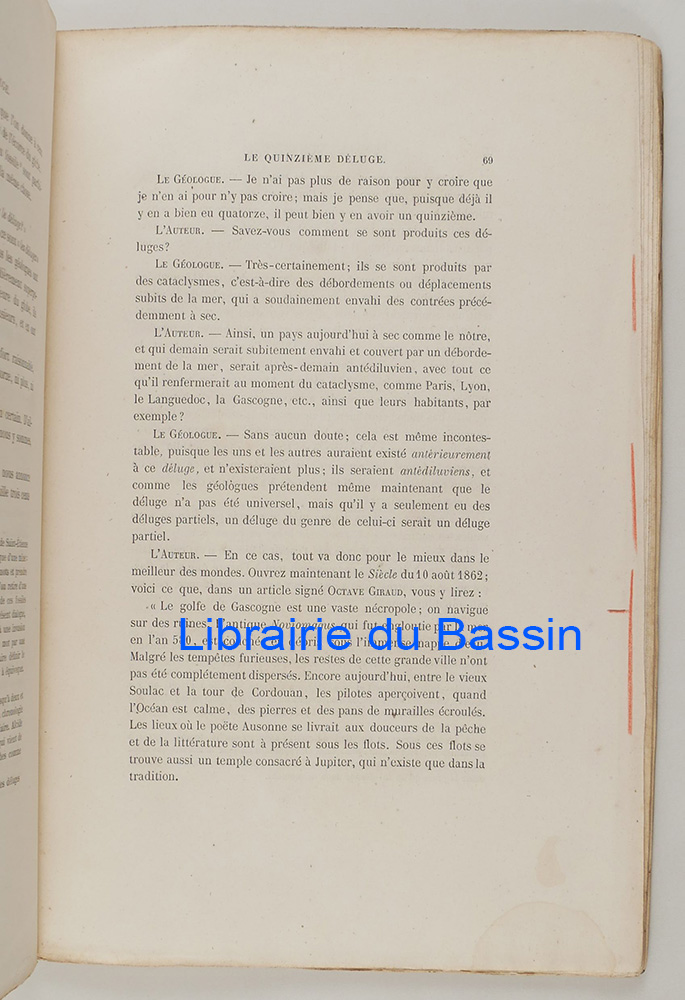 LE QUINZIÈME DÉLUGE. 69
LE GÉOLOGUE. — Je n'ai pas plus de raison pour y croire que
je n'en ai pour n'y pas croire; mais je pense que, puisque déjà il
y en a bien eu quatorze, il peut bien y en avoir un quinzième.
L'AUTEUR. — Savez-vous comment se sont produits ces dé-
luges?
LE GÉOLOGUE. — Très-certainement; ils se sont produits par
des cataclysmes, c'est-à-dire des débordements ou déplacements
subits de la mer, qui a soudainement envahi des contrées précé-
demment à sec.
L'AUTEUR. — Ainsi, un pays aujourd'hui à sec comme le nôtre,
et qui demain serait subitement envahi et couvert par un déborde-
ment de la mer, serait après-demain antédiluvien, avec tout ce
qu'il renfermerait au moment du cataclysme, comme Paris, Lyon,
le Languedoc, la Gascogne, etc., ainsi que leurs habitants, par
exemple?
LE GÉOLOGUE. — Sans aucun doute; cela est même incontes-
table, puisque les uns et les autres auraient existé antérieurement
à ce déluge, et n'existeraient plus; ils seraient antédiluviens, et
comme les géologues prétendent même maintenant que le
déluge n'a pas été universel, mais qu'il y a seulement eu des
déluges partiels, un déluge du genre de celui-ci serait un déluge
partiel.
L'AUTEUR. — En ce cas, tout va donc pour le mieux dans le
meilleur des mondes. Ouvrez maintenant le Siècle du 10 août 1862;
voici ce que, dans un article signé OCTAVE GIRAUD, vous y lirez :
« Le golfe de Gascogne est une vaste nécropole; on navigue
sur des ruines. L'antique Noviomagus qui fut engloutie par la mer
en l'an 580, est
Librairie du Bassin
Malgré les tempêtes furieuses, les restes de cette grande ville n'ont
pas été complétement dispersés. Encore aujourd'hui, entre le vieux
Soulac et la tour de Cordouan, les pilotes aperçoivent, quand
l'Océan est calme, des pierres et des pans de murailles écroulés.
Les lieux où le poëte Ausonne se livrait aux douceurs de la pêche
et de la littérature sont à présent sous les flots. Sous ces flots se
trouve aussi un temple consacré à Jupiter, qui n'existe que dans la
tradition.